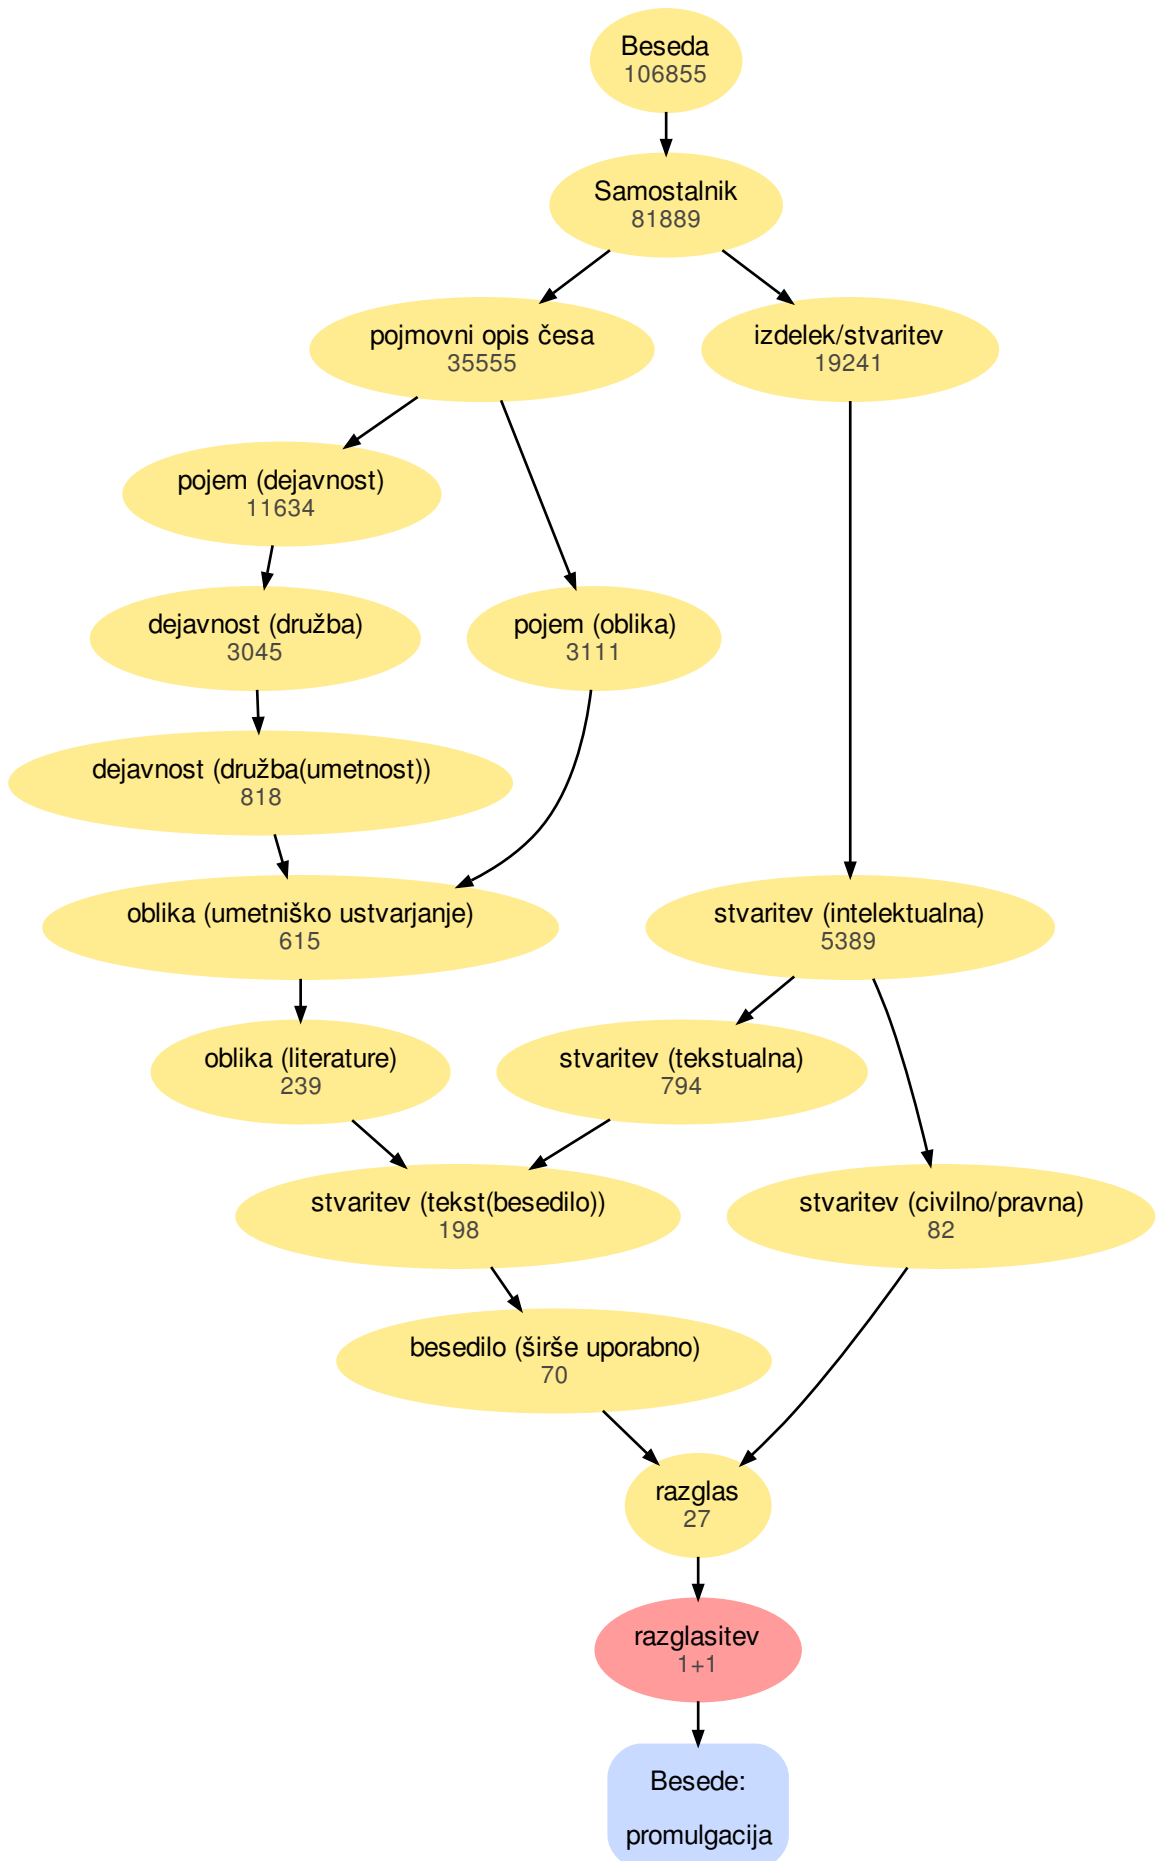 Beseda
106855
Samostalnik
81889
pojmovni opis česa
35555
izdelek/stvaritev
19241
pojem (dejavnost)
11634
dejavnost (družba)
3045
pojem (oblika)
3111
dejavnost (družba(umetnost))
818
oblika (umetniško ustvarjanje)
615
stvaritev (intelektualna)
5389
oblika (literature)
239
stvaritev (tekstualna)
794
stvaritev (tekst(besedilo))
198
stvaritev (civilno/pravna)
82
besedilo (širše uporabno)
70
razglas
27
razglasitev
1+1
Besede:
promulgacija